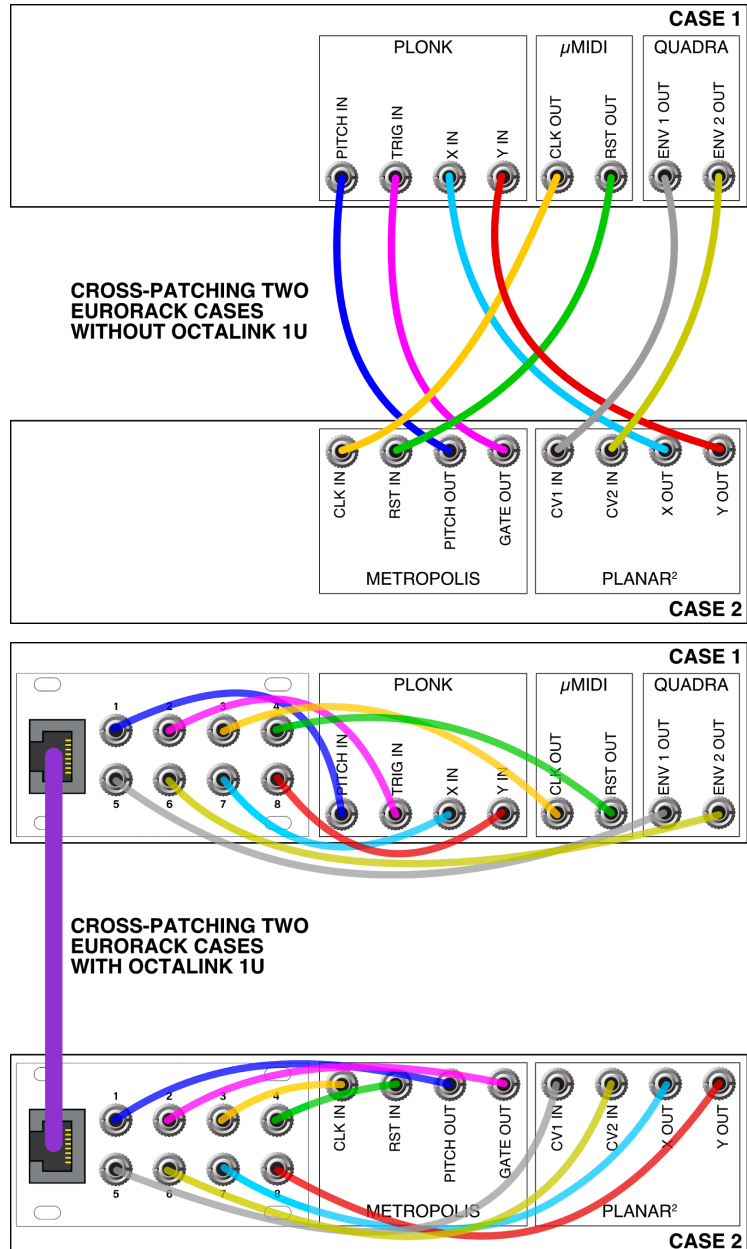 CASE 1
PLONK
µMIDI
QUADRA
PITCH IN
TRIG IN
X IN
Y IN
CLK OUT
RST OUT
ENV 1 OUT
ENV 2 OUT
CROSS-PATCHING TWO
EURORACK CASES
WITHOUT OCTALINK 1U
CLK IN
RST IN
PITCH OUT
GATE OUT
CV1 IN
CV2 IN
X OUT
Y OUT
METROPOLIS
PLANAR²
CASE 2
CASE 1
PLONK
µMIDI
QUADRA
1
2
3
4
5
6
7
8
PITCH IN
TRIG IN
X IN
Y IN
CLK OUT
RST OUT
ENV 1 OUT
ENV 2 OUT
CROSS-PATCHING TWO
EURORACK CASES
WITH OCTALINK 1U
1
2
3
4
5
6
7
8
CLK IN
RST IN
PITCH OUT
GATE OUT
CV1 IN
CV2 IN
X OUT
Y OUT
METROPOLIS
PLANAR²
CASE 2